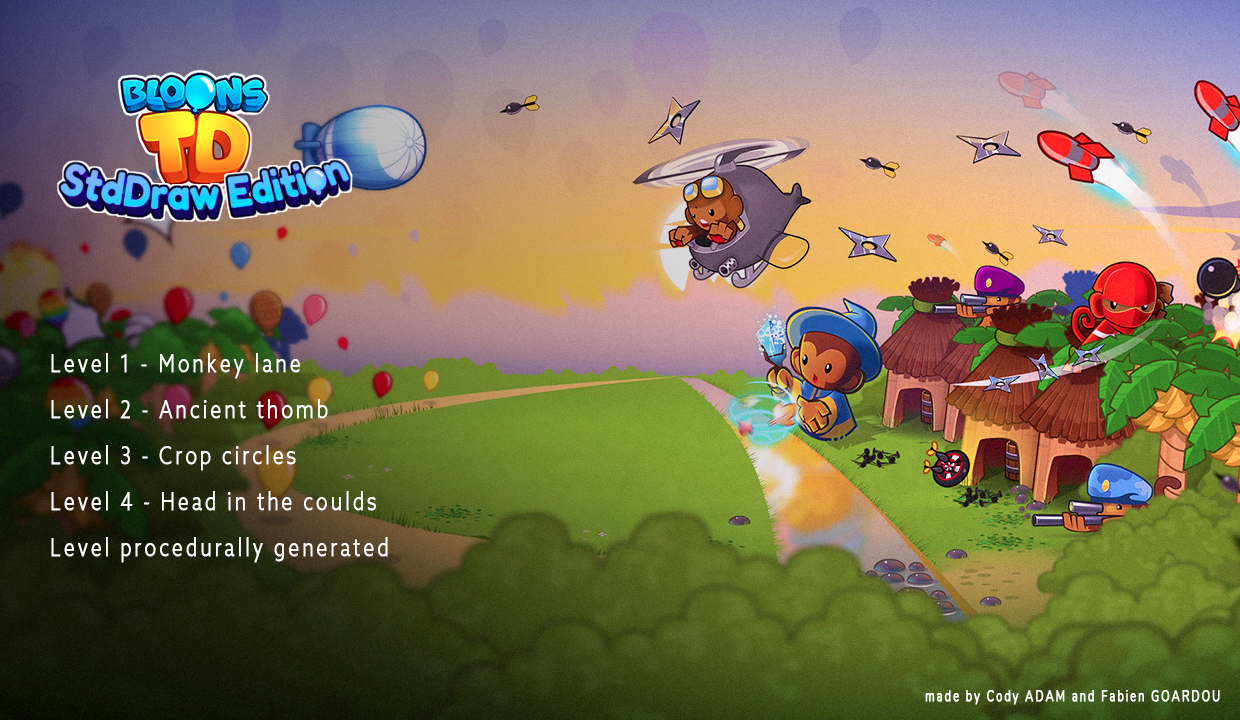 BLOONS
TD
StdDraw Edition
Level 1 - Monkey lane
Level 2 - Ancient thomb
Level 3 - Crop circles
Level 4 - Head in the coulds
Level procedurally generated
made by Cody ADAM and Fabien GOARDOU